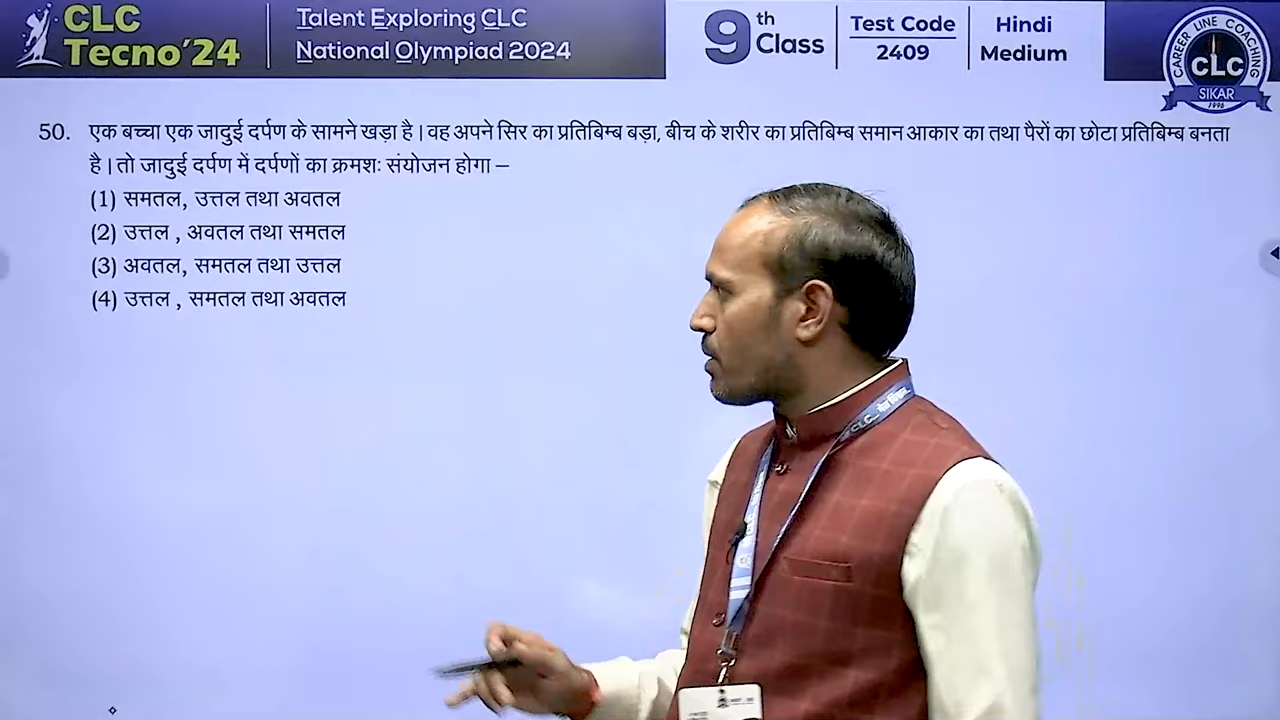 CLC
Tecno'24
Talent Exploring CLC
National Olympiad 2024
9th Class
Test Code
2409
Hindi
Medium
CAREER LINE COACHING
CLC
SIKAR
1996
50. एक बच्चा एक जादुई दर्पण के सामने खड़ा है। वह अपने सिर का प्रतिबिम्ब बड़ा, बीच के शरीर का प्रतिबिम्ब समान आकार का तथा पैरों का छोटा प्रतिबिम्ब बनता
है। तो जादुई दर्पण में दर्पणों का क्रमशः संयोजन होगा –
(1) समतल, उत्तल तथा अवतल
(2) उत्तल , अवतल तथा समतल
(3) अवतल, समतल तथा उत्तल
(4) उत्तल , समतल तथा अवतल
CLC